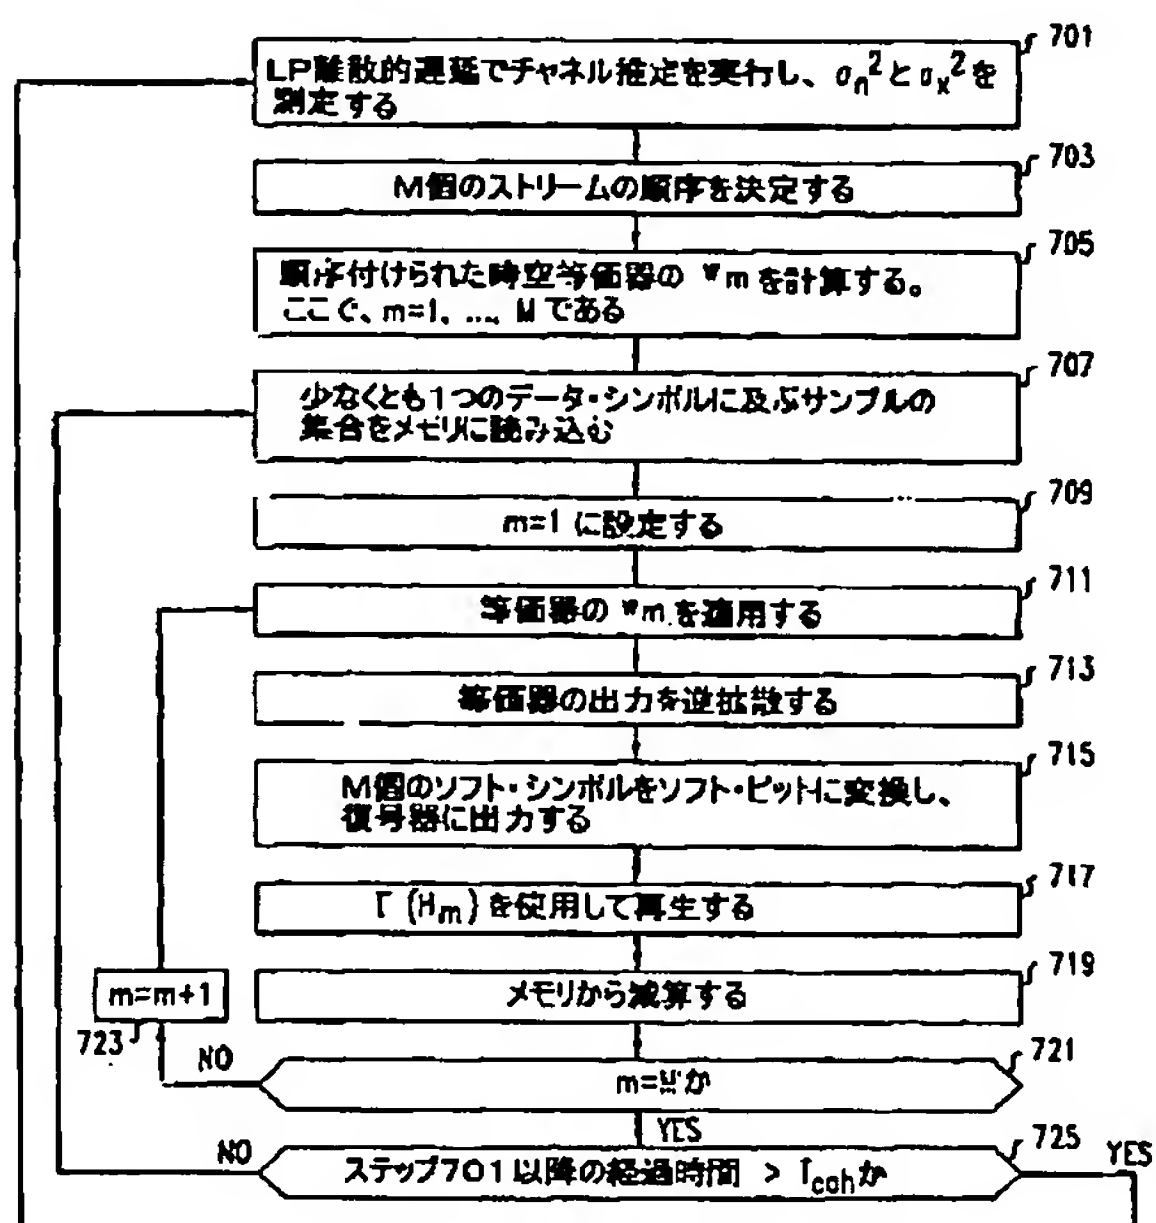 701
LP離散的遅延でチャネル推定を実行し、σn²とσx²を
測定する
703
M個のストリームの順序を決定する
705
順序付けられた時空等価器の wm を計算する。
ここで、m=1, ..., M である
707
少なくとも1つのデータ・シンボルに及ぶサンプルの
集合をメモリに読み込む
709
m=1 に設定する
711
等価器の wm を適用する
713
等価器の出力を逆拡散する
715
M個のソフト・シンボルをソフト・ビットに変換し、
復号器に出力する
717
Γ (Hm) を使用して再生する
719
メモリから減算する
m=m+1
723
NO
721
m=M か
YES
NO
725
YES
ステップ701以降の経過時間 > Tcohか